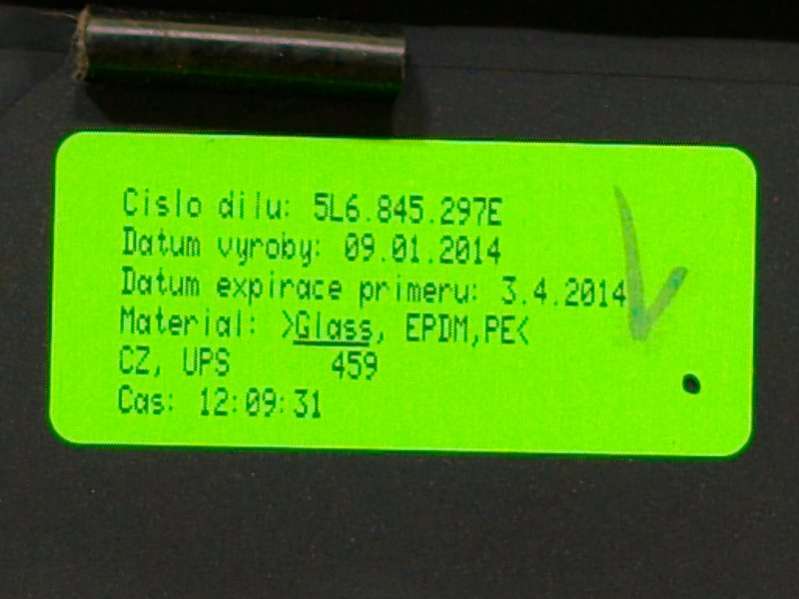 Cislo dilu: 5L6.845.297E
Datum vyroby: 09.01.2014
Datum expirace primeru: 3.4.2014
Material: >Glass, EPDM,PE<
CZ, UPS 459
Cas: 12:09:31